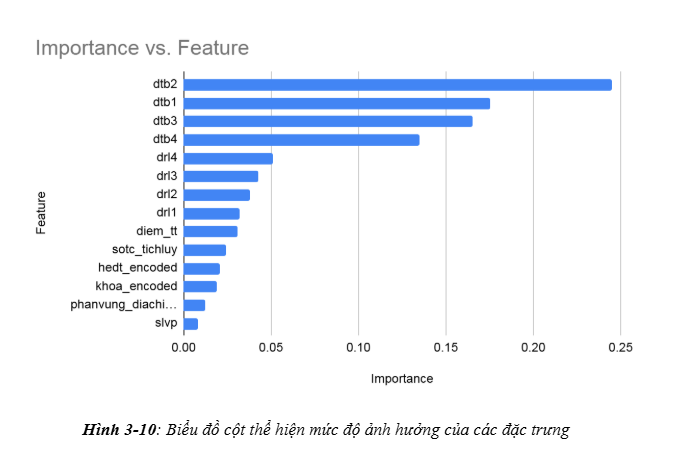 Importance vs. Feature
Feature
dtb2
dtb1
dtb3
dtb4
drl4
drl3
drl2
drl1
diem_tt
sotc_tichluy
hedt_encoded
khoa_encoded
phanvung_diachi…
slvp
0.00 0.05 0.10 0.15 0.20 0.25
Importance
Hình 3-10: Biểu đồ cột thể hiện mức độ ảnh hưởng của các đặc trưng